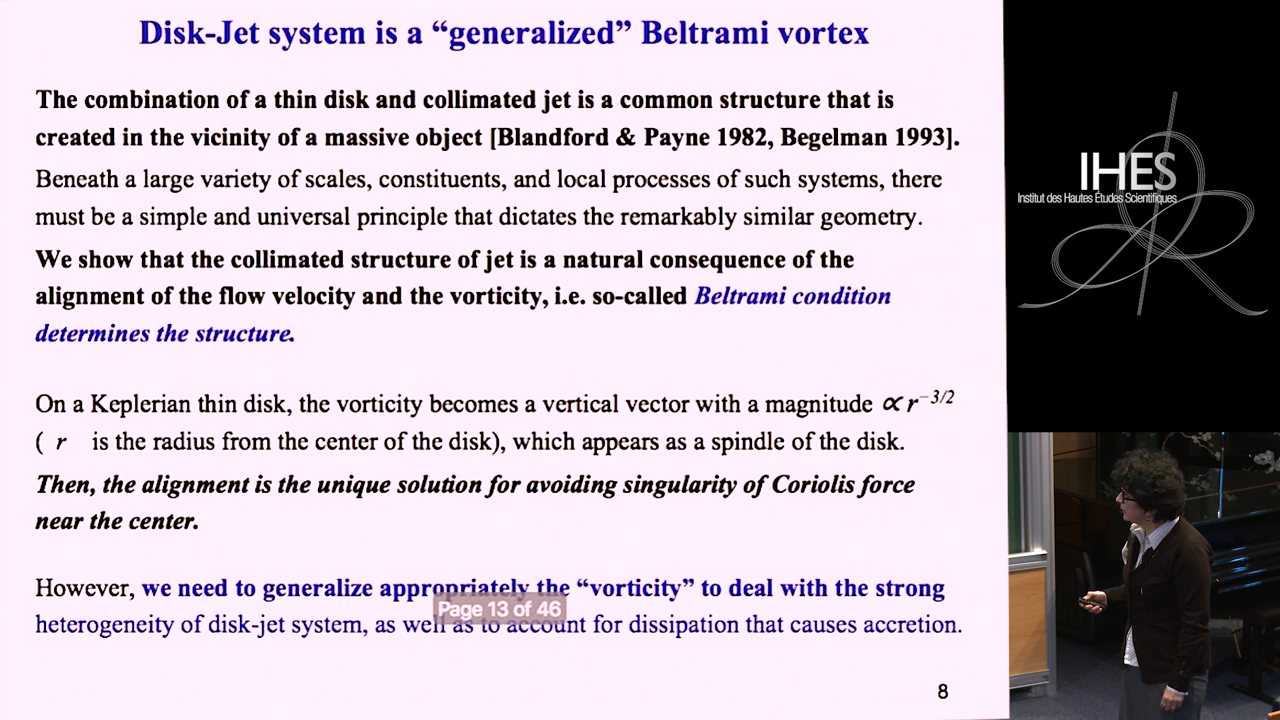 Disk-Jet system is a “generalized” Beltrami vortex
The combination of a thin disk and collimated jet is a common structure that is
created in the vicinity of a massive object [Blandford & Payne 1982, Begelman 1993].
Beneath a large variety of scales, constituents, and local processes of such systems, there
must be a simple and universal principle that dictates the remarkably similar geometry.
We show that the collimated structure of jet is a natural consequence of the
alignment of the flow velocity and the vorticity, i.e. so-called Beltrami condition
determines the structure.
On a Keplerian thin disk, the vorticity becomes a vertical vector with a magnitude ∝ r⁻³/²
( r is the radius from the center of the disk), which appears as a spindle of the disk.
Then, the alignment is the unique solution for avoiding singularity of Coriolis force
near the center.
However, we need to generalize appropriately the “vorticity” to deal with the strong
heterogeneity of disk-jet system, as well as to account for dissipation that causes accretion.
Page 13 of 46
8
IHES
Institut des Hautes Études Scientifiques